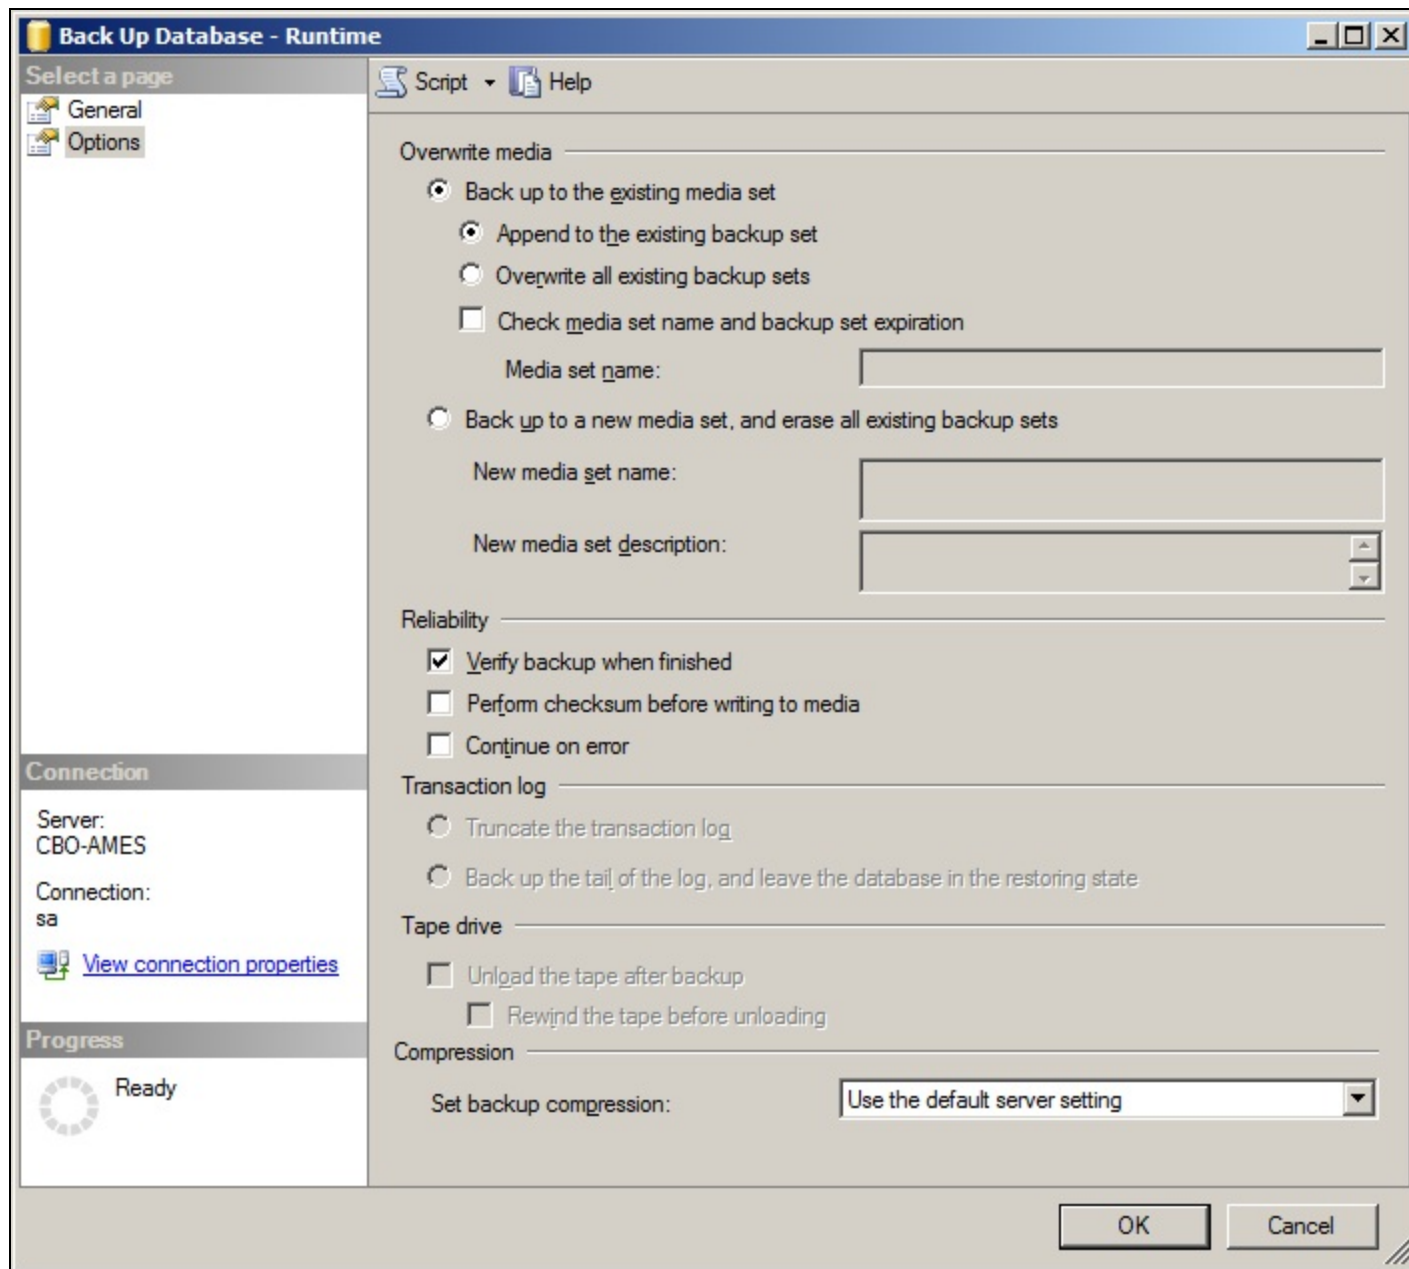 Back Up Database - Runtime
Select a page
General
Options
Script
Help
Overwrite media
Back up to the existing media set
Append to the existing backup set
Overwrite all existing backup sets
Check media set name and backup set expiration
Media set name:
Back up to a new media set, and erase all existing backup sets
New media set name:
New media set description:
Reliability
Verify backup when finished
Perform checksum before writing to media
Continue on error
Transaction log
Truncate the transaction log
Back up the tail of the log, and leave the database in the restoring state
Tape drive
Unload the tape after backup
Rewind the tape before unloading
Compression
Set backup compression:
Use the default server setting
Connection
Server:
CBO-AMES
Connection:
sa
View connection properties
Progress
Ready
OK
Cancel